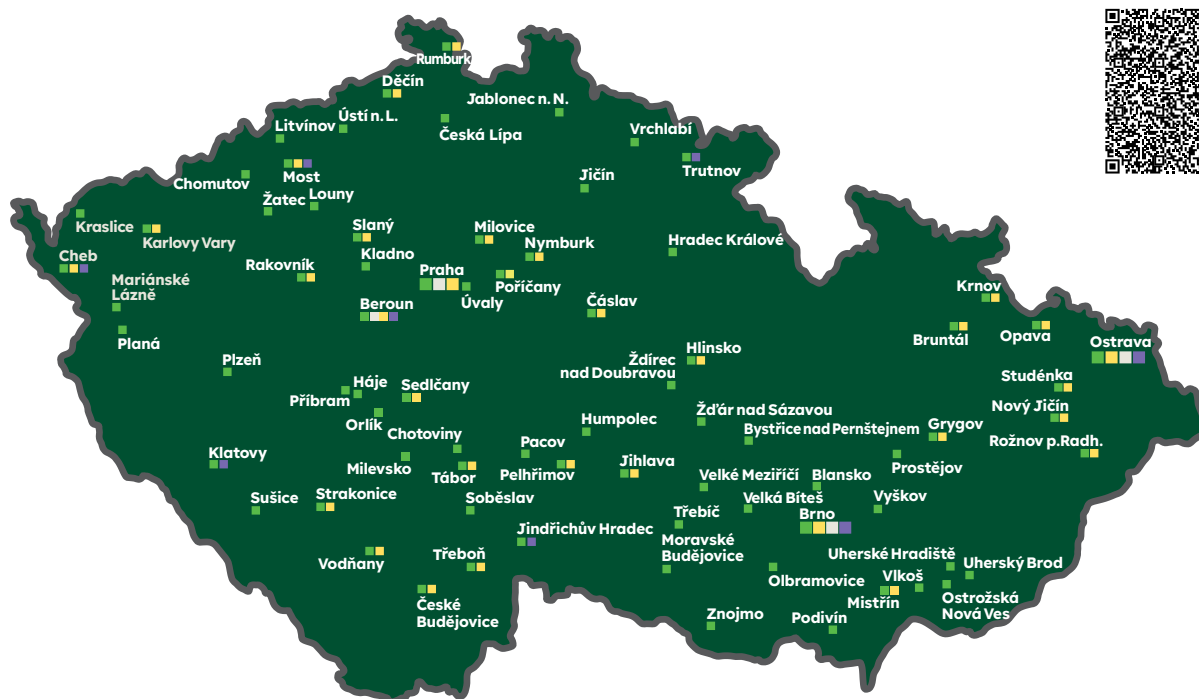 Rumburk
Děčín
Jablonec n. N.
Ústí n. L.
Česká Lípa
Litvínov
Vrchlabí
Trutnov
Most
Chomutov
Jičín
Žatec
Louny
Kraslice
Karlovy Vary
Slaný
Milovice
Nymburk
Hradec Králové
Cheb
Kladno
Rakovník
Praha
Poříčany
Mariánské
Lázně
Úvaly
Krnov
Beroun
Čáslav
Planá
Bruntál
Opava
Ostrava
Hlinsko
Plzeň
Ždírec
nad Doubravou
Studénka
Háje
Sedlčany
Příbram
Nový Jičín
Orlík
Humpolec
Žďár nad Sázavou
Grygov
Chotoviny
Bystřice nad Pernštejnem
Rožnov p.Radh.
Klatovy
Pacov
Jihlava
Milevsko
Prostějov
Tábor
Pelhřimov
Velké Meziříčí
Blansko
Sušice
Strakonice
Soběslav
Velká Bíteš
Vyškov
Brno
Třebíč
Jindřichův Hradec
Moravské
Budějovice
Vodňany
Třeboň
Uherské Hradiště
Uherský Brod
Olbramovice
Vlkoš
Mistřín
Ostrožská
Nová Ves
České
Budějovice
Znojmo
Podivín